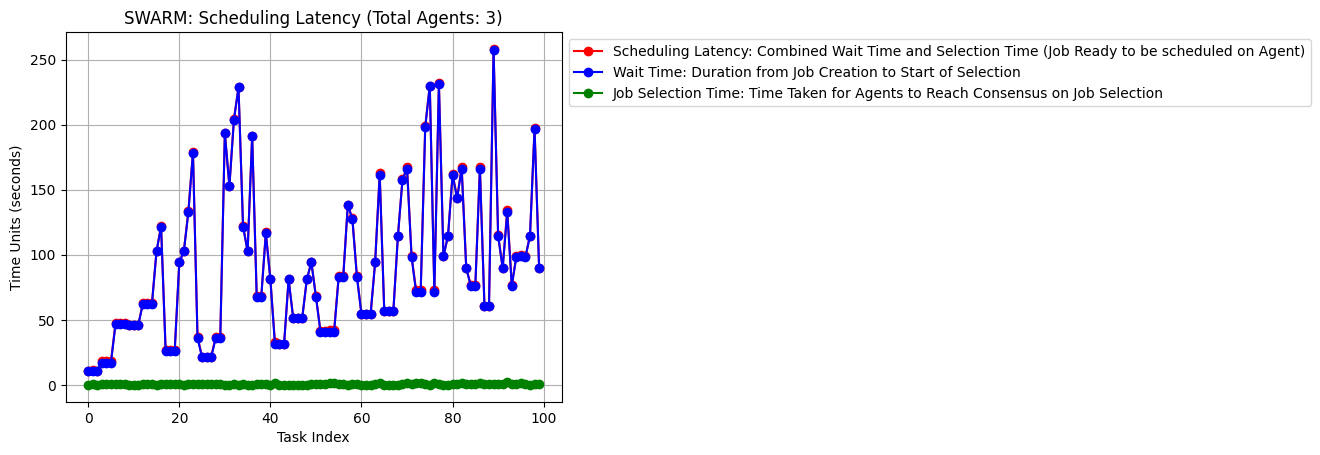 SWARM: Scheduling Latency (Total Agents: 3)
Scheduling Latency: Combined Wait Time and Selection Time (Job Ready to be scheduled on Agent)
Wait Time: Duration from Job Creation to Start of Selection
Job Selection Time: Time Taken for Agents to Reach Consensus on Job Selection
Time Units (seconds)
250
200
150
100
50
0
0 20 40 60 80 100
Task Index